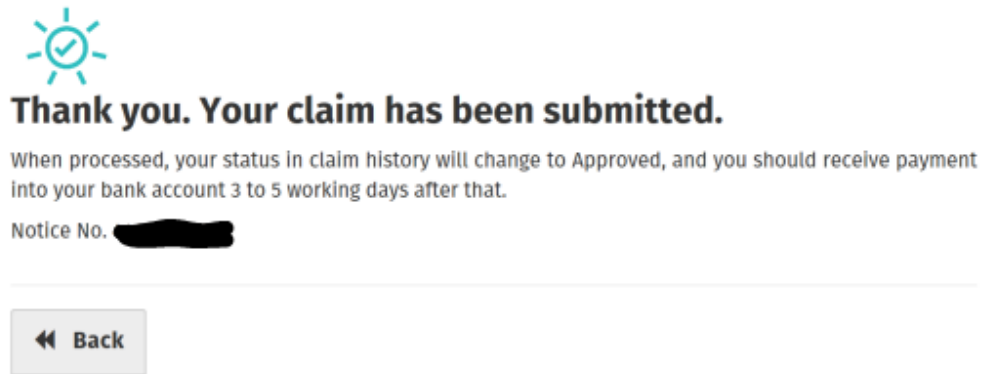 Thank you. Your claim has been submitted.
When processed, your status in claim history will change to Approved, and you should receive payment
into your bank account 3 to 5 working days after that.
Notice No.
Back